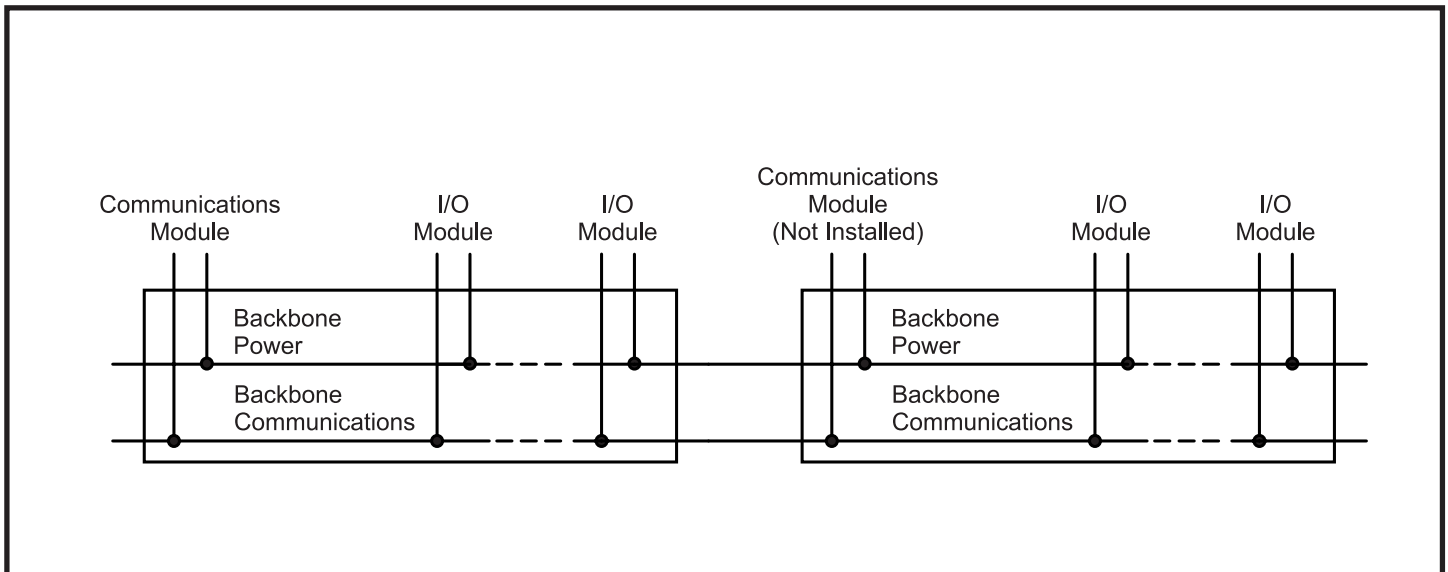 Communications
Module
I/O
Module
I/O
Module
Communications
Module
(Not Installed)
I/O
Module
I/O
Module
Backbone
Power
Backbone
Communications
Backbone
Power
Backbone
Communications